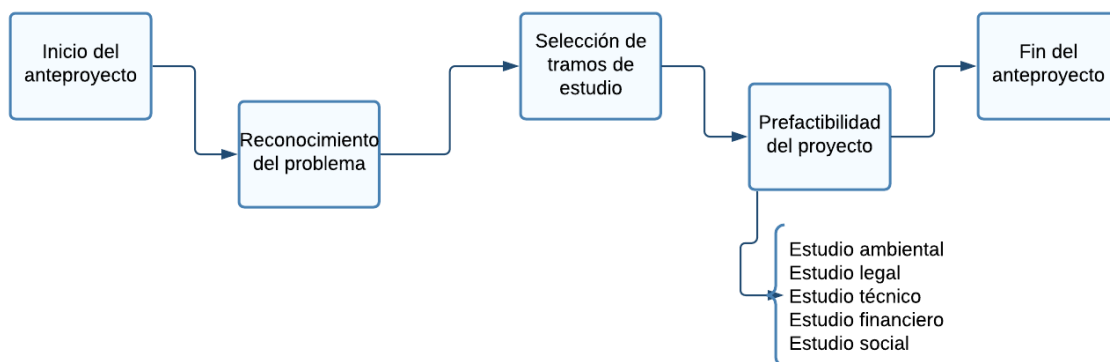 Inicio del
anteproyecto
Reconocimiento
del problema
Selección de
tramos de
estudio
Prefactibilidad
del proyecto
Fin del
anteproyecto
Estudio ambiental
Estudio legal
Estudio técnico
Estudio financiero
Estudio social